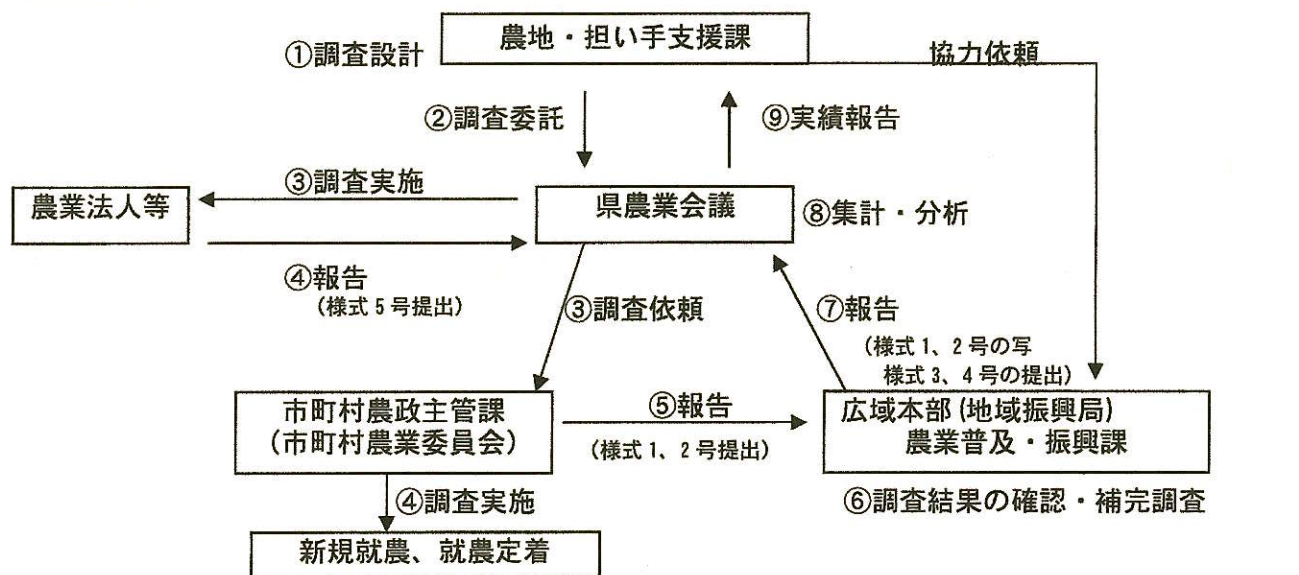 農地・担い手支援課
①調査設計
協力依頼
②調査委託
⑨実績報告
③調査実施
農業法人等
県農業会議
⑧集計・分析
④報告
(様式5号提出)
③調査依頼
⑦報告
(様式1、2号の写
様式3、4号の提出)
市町村農政主管課
(市町村農業委員会)
⑤報告
(様式1、2号提出)
広域本部(地域振興局)
農業普及・振興課
④調査実施
⑥調査結果の確認・補完調査
新規就農、就農定着